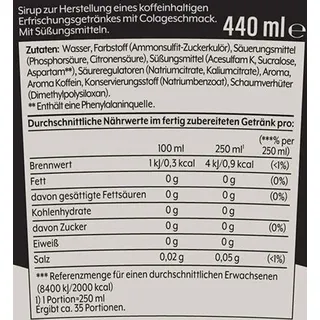 Sirup zur Herstellung eines koffeinhaltigen
Erfrischungsgetränkes mit Colageschmack.
Mit Süßungsmitteln.
440 ml e
Zutaten: Wasser, Farbstoff (Ammonsulfit-Zuckerkulör), Säuerungsmittel
(Phosphorsäure, Citronensäure), Süßungsmittel (Acesulfam K, Sucralose,
Aspartam**), Säureregulatoren (Natriumcitrate, Kaliumcitrate), Aroma,
Aroma Koffein, Konservierungsstoff (Natriumbenzoat), Schaumverhüter
(Dimethylpolysiloxan).
** Enthält eine Phenylalaninquelle.
Durchschnittliche Nährwerte im fertig zubereiteten Getränk pro:
100 ml 250 ml¹ (***% per 250 ml)
Brennwert 1 kJ/0,3 kcal 4 kJ/0,9 kcal (<1%)
Fett 0 g 0 g (0%)
davon gesättigte Fettsäuren 0 g 0 g (0%)
Kohlenhydrate 0 g 0 g
davon Zucker 0 g 0 g (0%)
Eiweiß 0 g 0 g
Salz 0,02 g 0,05 g (<1%)
*** Referenzmenge für einen durchschnittlichen Erwachsenen
(8400 kJ/2000 kcal)
1) 1 Portion=250 ml
Ergibt ca. 35 Portionen.